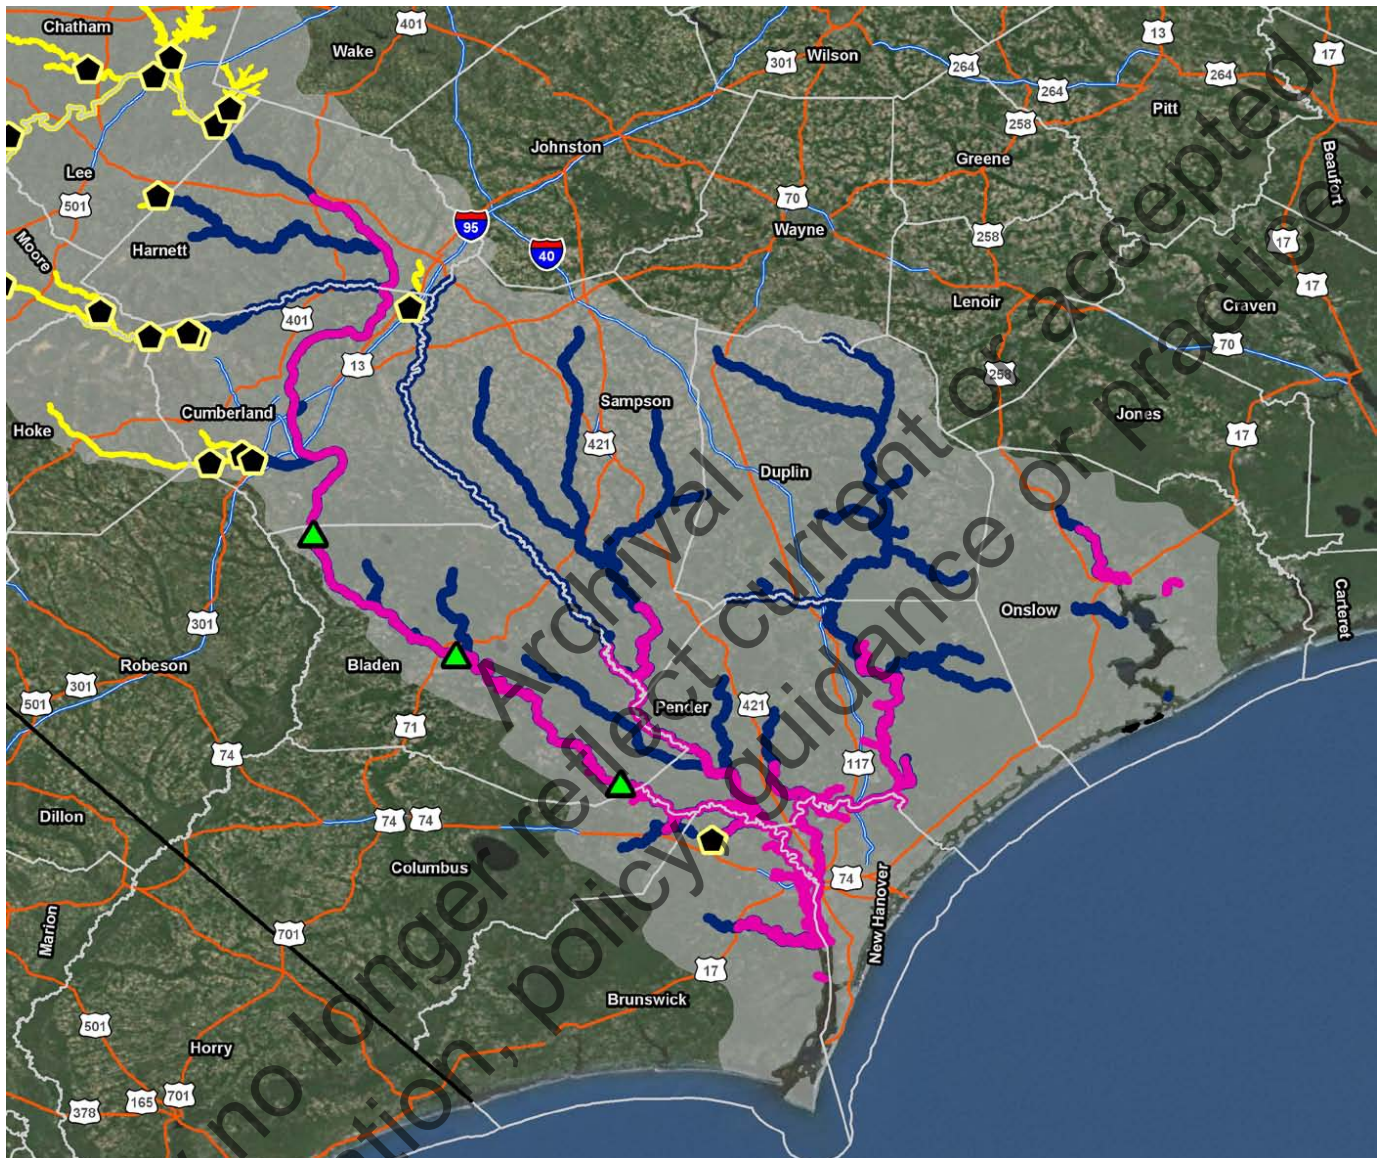 Chatham
401
Wake
13
17
Wilson
301
264
264
264
Pitt
258
Johnston
Greene
Beaufort
Lee
501
70
Wayne
258
17
95
40
Harnett
Moore
17
Lenoir
Craven
401
70
13
258
Sampson
Cumberland
Jones
Hoke
421
17
Duplin
Onslow
Carteret
301
Robeson
Bladen
301
501
Pender
421
71
74
117
Dillon
74
74
Columbus
74
Marion
701
New Hanover
17
Brunswick
501
Horry
701
165
378
Archival
no longer reflect current or accepted
policy, guidance or practice.